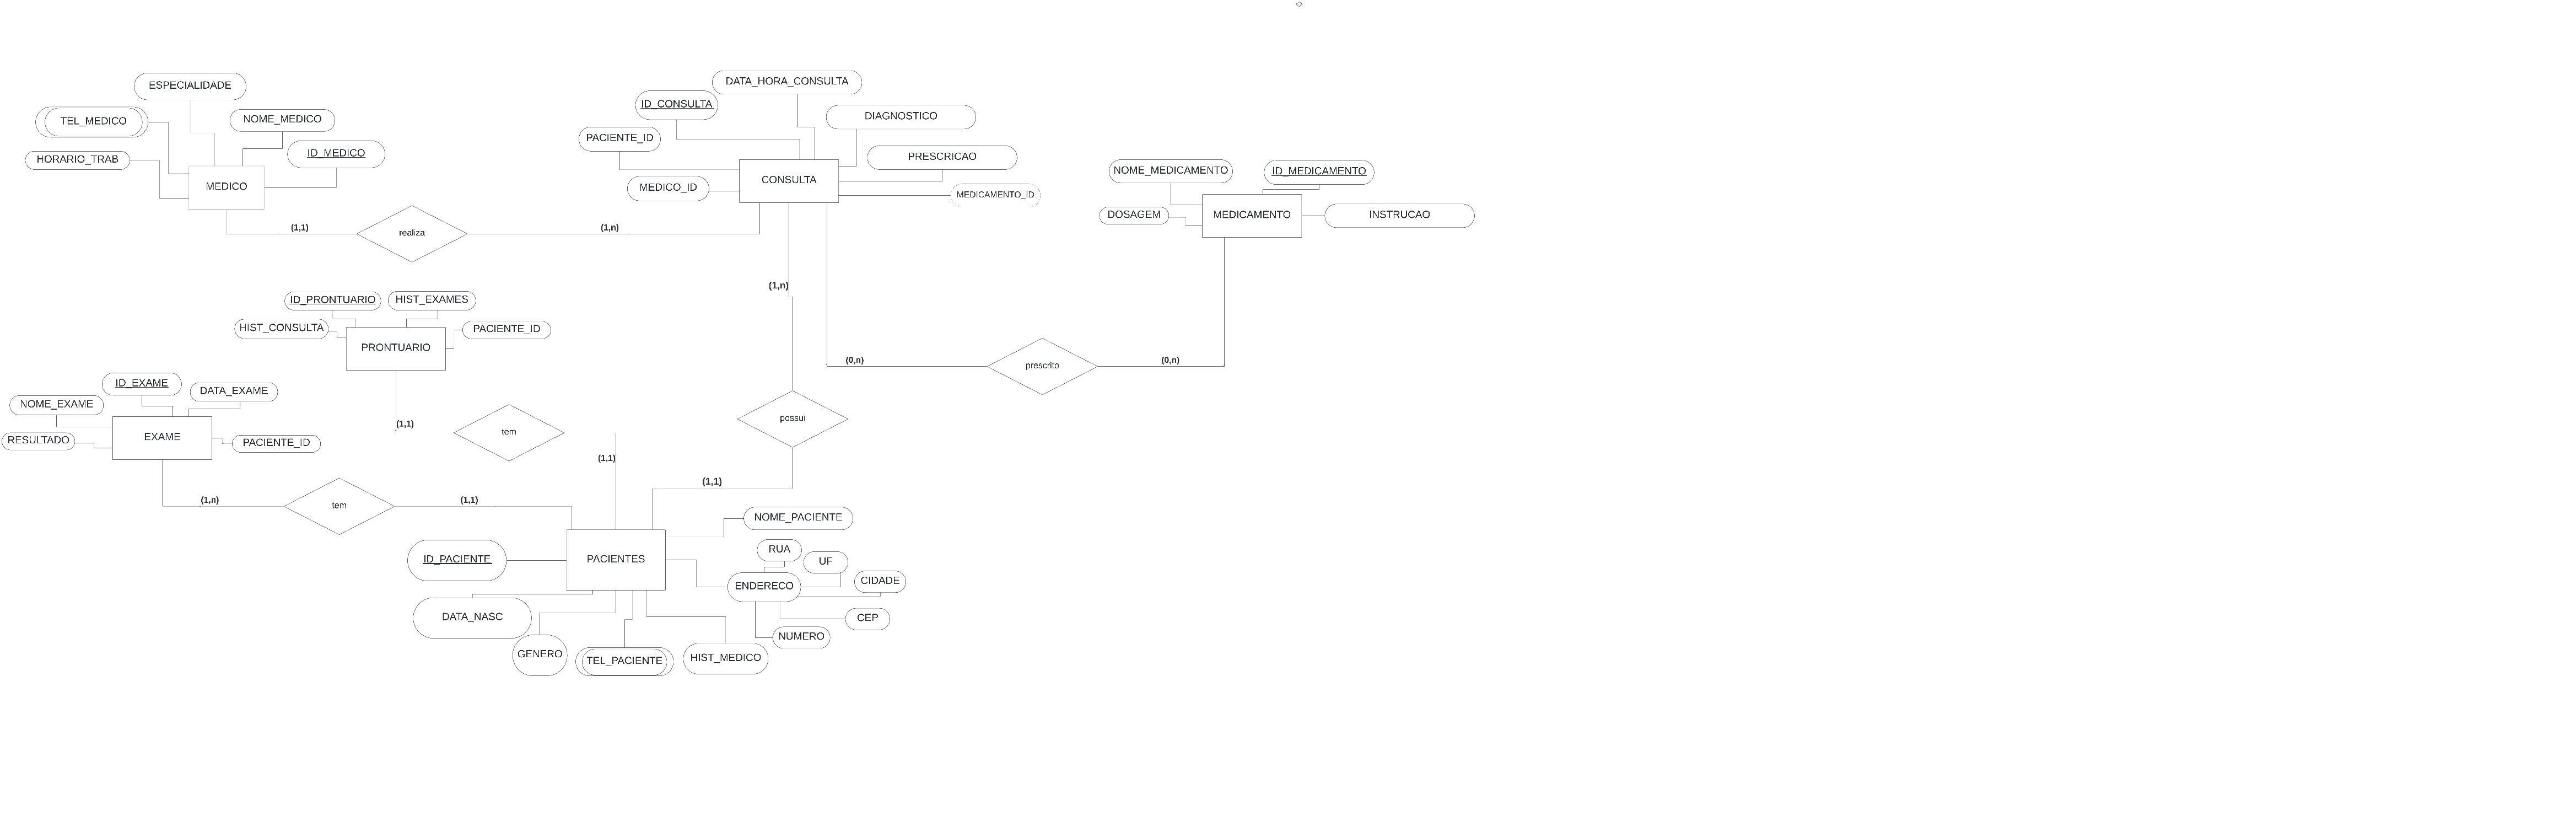 ESPECIALIDADE
TEL_MEDICO
NOME_MEDICO
HORARIO_TRAB
ID_MEDICO
MEDICO
(1,1)
realiza
(1,n)
DATA_HORA_CONSULTA
ID_CONSULTA
DIAGNOSTICO
PACIENTE_ID
PRESCRICAO
CONSULTA
MEDICO_ID
MEDICAMENTO_ID
NOME_MEDICAMENTO
ID_MEDICAMENTO
DOSAGEM
MEDICAMENTO
INSTRUCAO
(1,n)
ID_PRONTUARIO
HIST_EXAMES
HIST_CONSULTA
PACIENTE_ID
PRONTUARIO
(0,n)
prescrito
(0,n)
ID_EXAME
DATA_EXAME
NOME_EXAME
RESULTADO
EXAME
PACIENTE_ID
(1,1)
tem
possui
(1,1)
(1,1)
(1,n)
tem
(1,1)
NOME_PACIENTE
ID_PACIENTE
PACIENTES
RUA
UF
ENDERECO
CIDADE
CEP
NUMERO
DATA_NASC
GENERO
TEL_PACIENTE
HIST_MEDICO